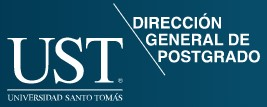 UST®
UNIVERSIDAD SANTO TOMÁS
DIRECCIÓN
GENERAL DE
POSTGRADO